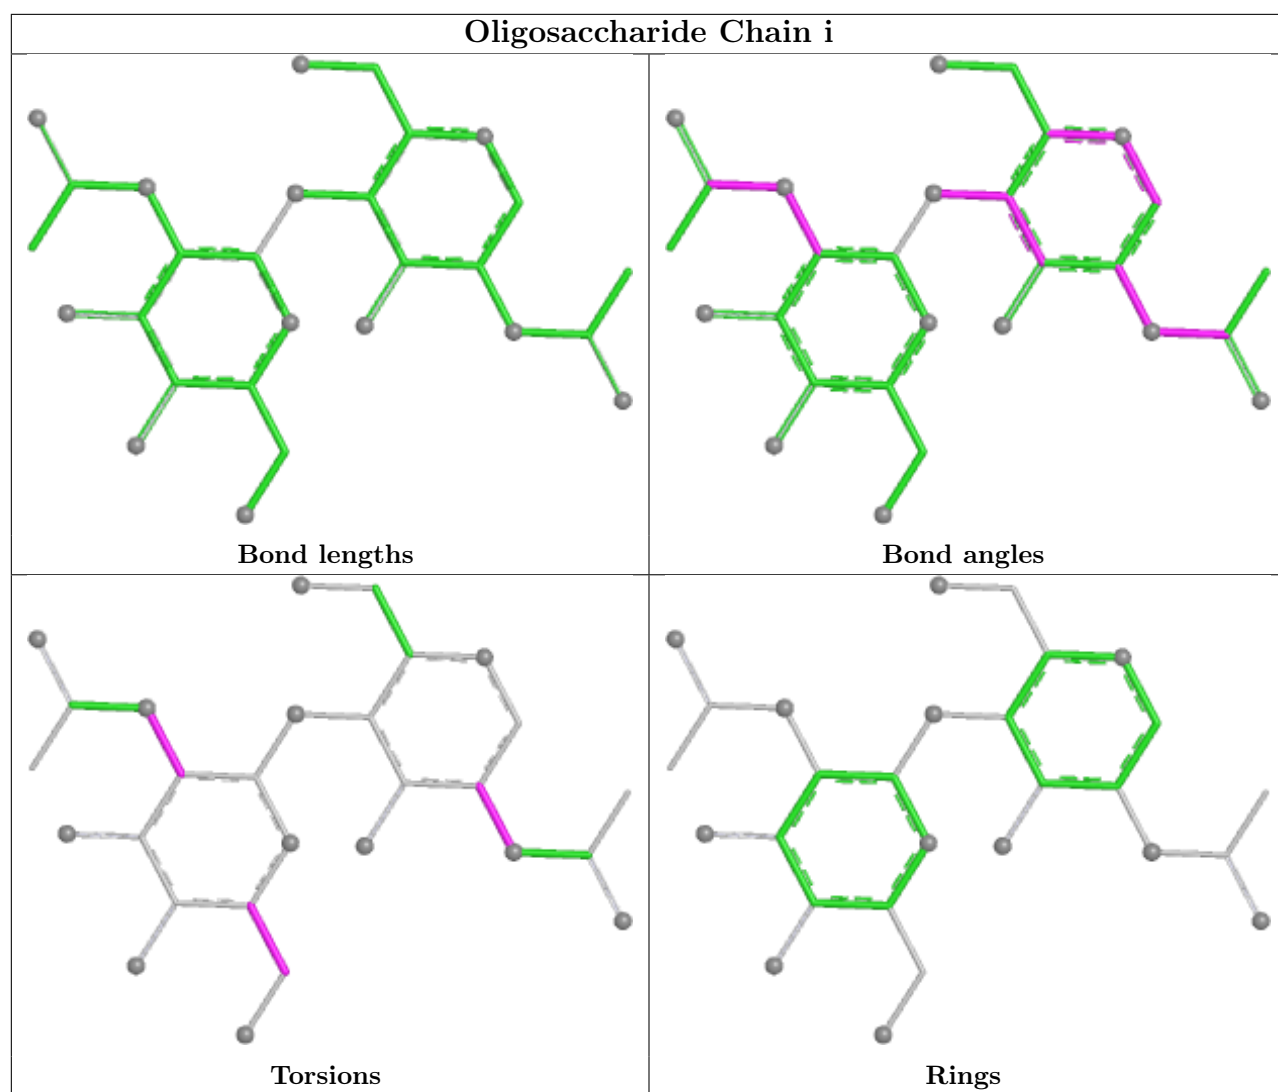 Oligosaccharide Chain i
Bond lengths
Bond angles
Torsions
Rings